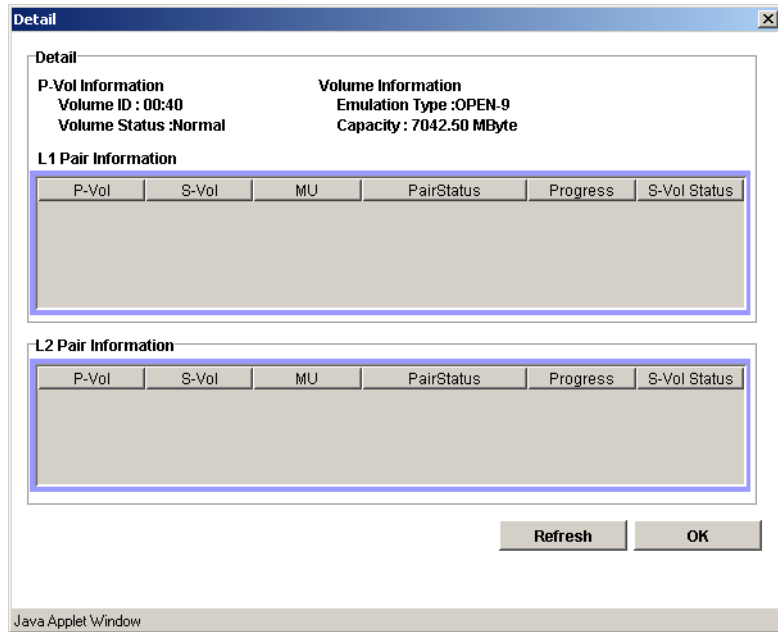 Detail
Detail
P-Vol Information Volume Information
Volume ID : 00:40 Emulation Type :OPEN-9
Volume Status :Normal Capacity : 7042.50 MByte
L1 Pair Information
P-Vol S-Vol MU PairStatus Progress S-Vol Status
L2 Pair Information
P-Vol S-Vol MU PairStatus Progress S-Vol Status
Refresh OK
Java Applet Window